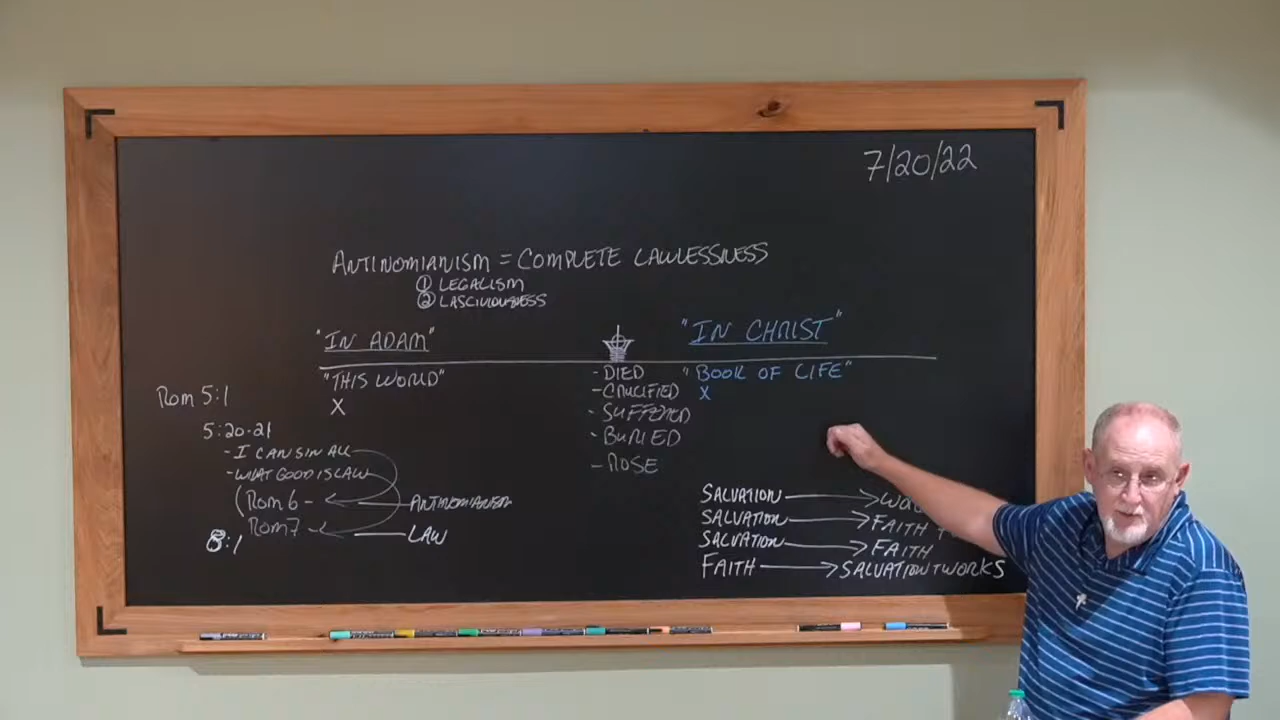 7/20/22
ANTINOMIANISM = COMPLETE LAWLESSNESS
① LEGALISM
② LASCIVIOUSNESS
"IN ADAM"
"IN CHRIST"
"THIS WORLD"
X
- DIED
- CRUCIFIED
- SUFFERED
- BURIED
- ROSE
"BOOK OF LIFE"
X
Rom 5:1
5:20-21
- I CAN SIN ALL
- WHAT GOOD IS LAW
(Rom 6 - ANTINOMIANISM
Rom 7 - LAW
8:1
SALVATION → 
SALVATION → FAITH
SALVATION → FAITH
FAITH → SALVATION + WORKS